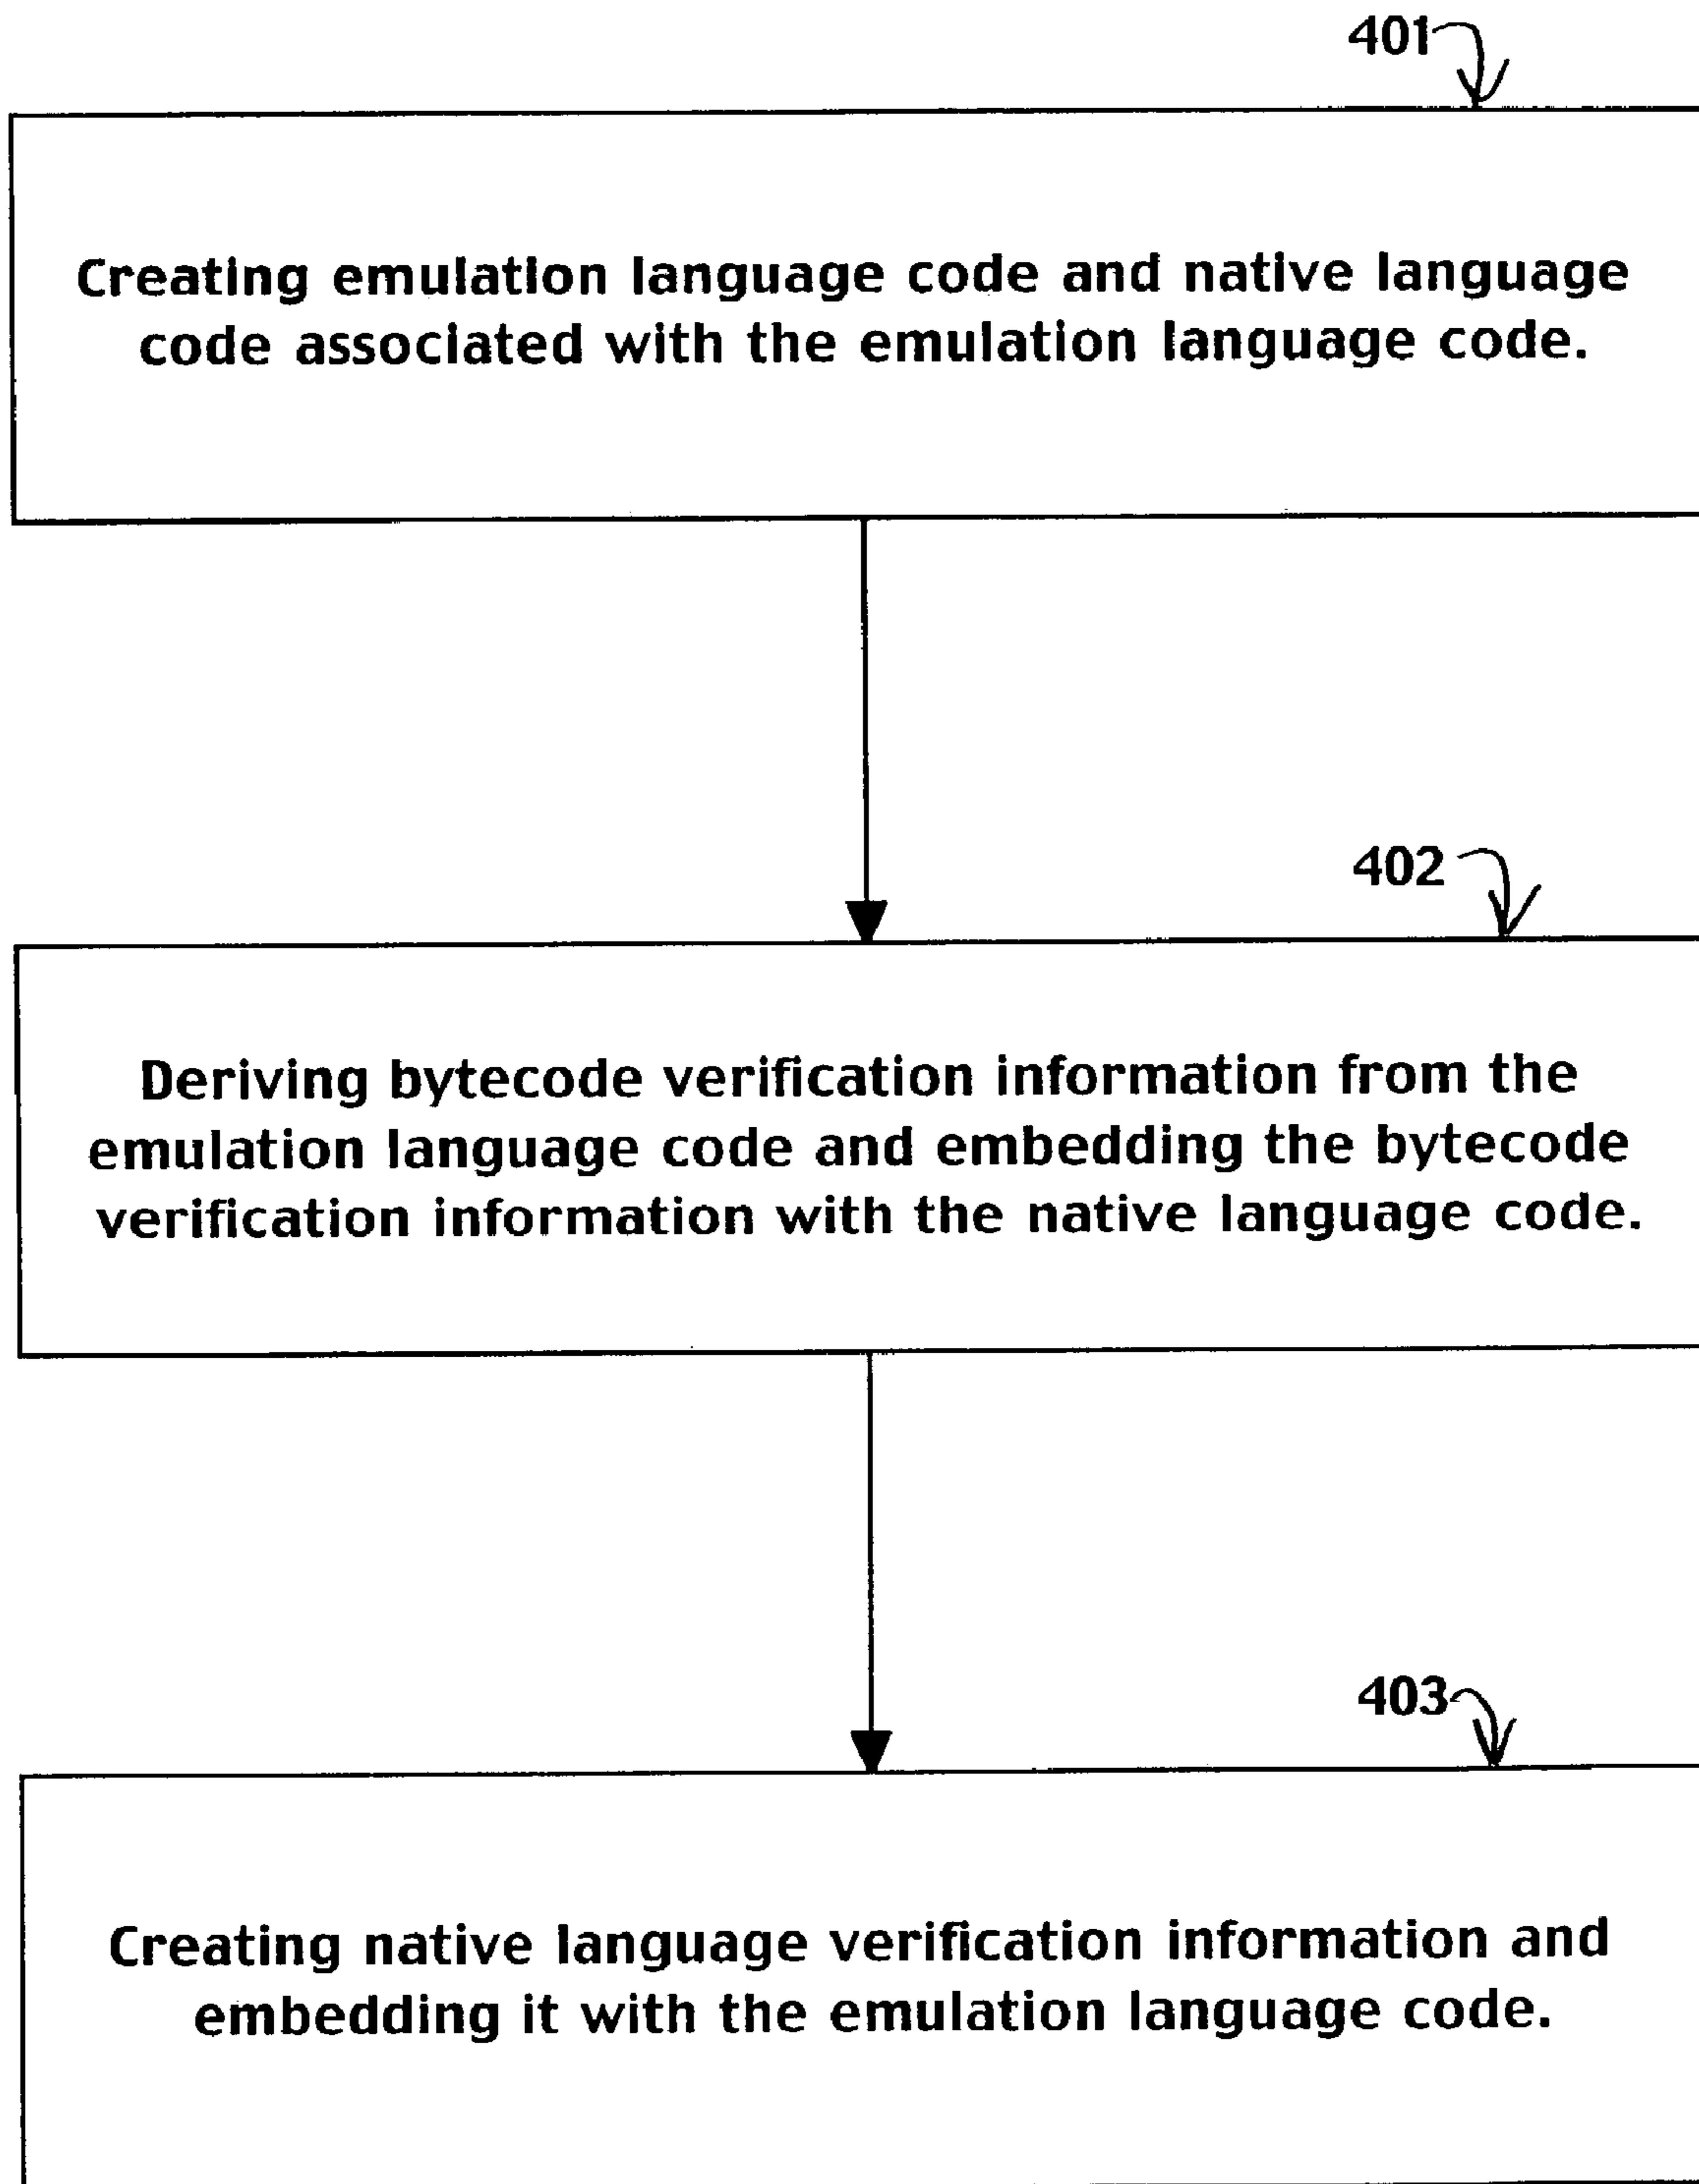 401
Creating emulation language code and native language
code associated with the emulation language code.
402
Deriving bytecode verification information from the
emulation language code and embedding the bytecode
verification information with the native language code.
403
Creating native language verification information and
embedding it with the emulation language code.